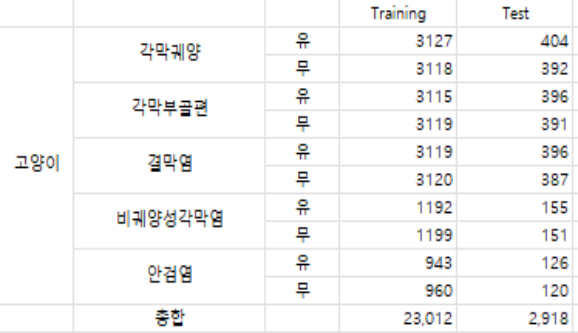 Training Test
각막궤양 유 3127 404
무 3118 392
각막부골편 유 3115 396
무 3119 391
고양이 결막염 유 3119 396
무 3120 387
비궤양성각막염 유 1192 155
무 1199 151
안검염 유 943 126
무 960 120
총합 23,012 2,918